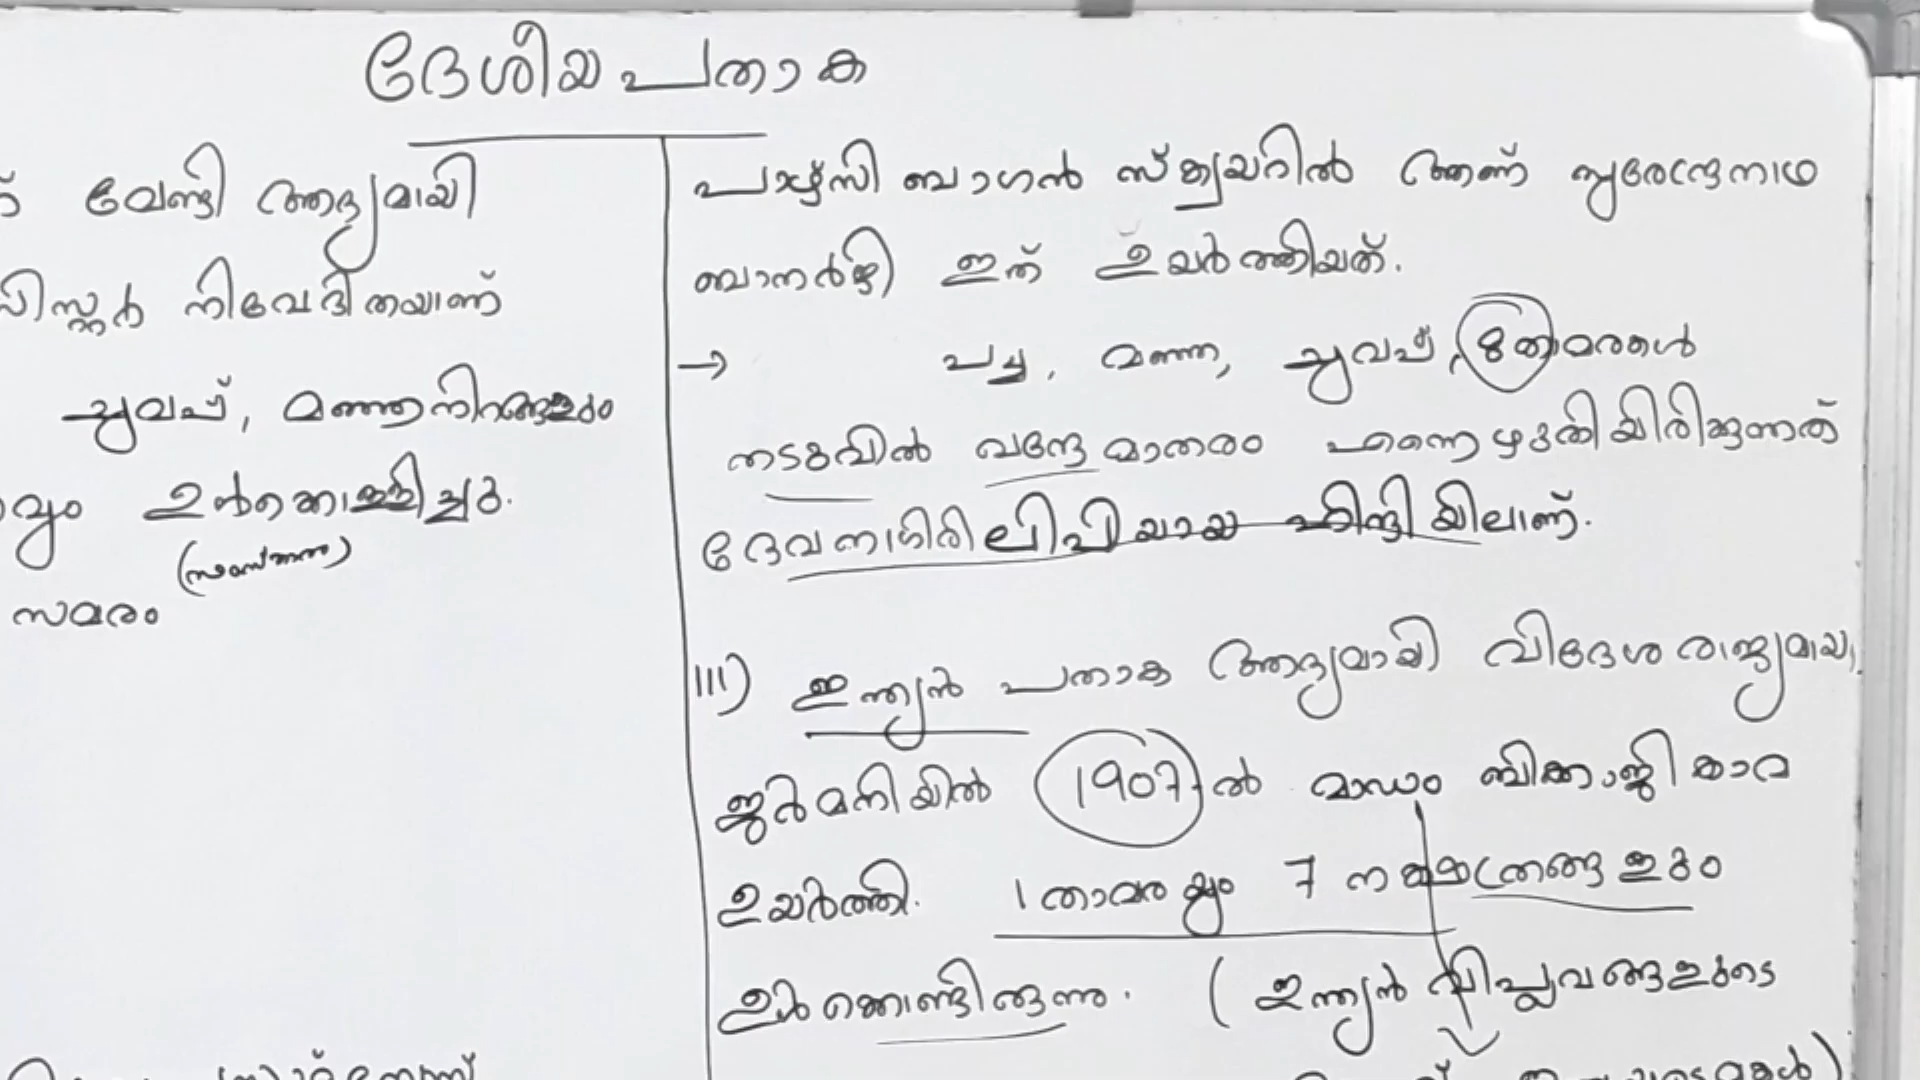 ദേശീയ പതാക
വേണ്ടി ആദ്യമായി
സിസ്റ്റർ നിവേദിതയാണ്
ചുവപ്പ്, മഞ്ഞനിറങ്ങളും
ഉൾക്കൊള്ളിച്ചു.
സമരം
പാഴ്സി ബാഗൻ സ്ക്വയറിൽ ആണ് സുരേന്ദ്രനാഥ
ബാനർജി ഇത് ഉയർത്തിയത്.
→ പച്ച, മഞ്ഞ, ചുവപ്പ്, 8 താമരകൾ
നടുവിൽ വന്ദേ മാതരം എന്നെഴുതിയിരിക്കുന്നത്
ദേവനാഗിരി ലിപിയായ ഹിന്ദിയിലാണ്.
III) ഇന്ത്യൻ പതാക ആദ്യമായി വിദേശ രാജ്യമായ
ജർമനിയിൽ 1907 ൽ മാഡം ബിക്കാജി കാമ
ഉയർത്തി. 1 താമരയും 7 നക്ഷത്രങ്ങളും
ഉൾക്കൊണ്ടിരുന്നു. (ഇന്ത്യൻ വിപ്ലവങ്ങളുടെ